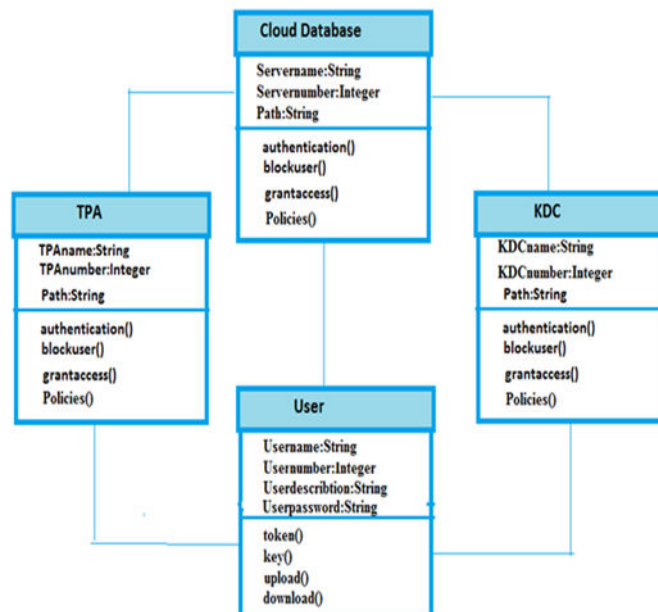 Cloud Database
Servername:String
Servernumber:Integer
Path:String
authentication()
blockuser()
grantaccess()
Policies()
TPA
TPAname:String
TPAnumber:Integer
Path:String
authentication()
blockuser()
grantaccess()
Policies()
KDC
KDCname:String
KDCnumber:Integer
Path:String
authentication()
blockuser()
grantaccess()
Policies()
User
Username:String
Usernumber:Integer
Userdescribtion:String
Userpassword:String
token()
key()
upload()
download()